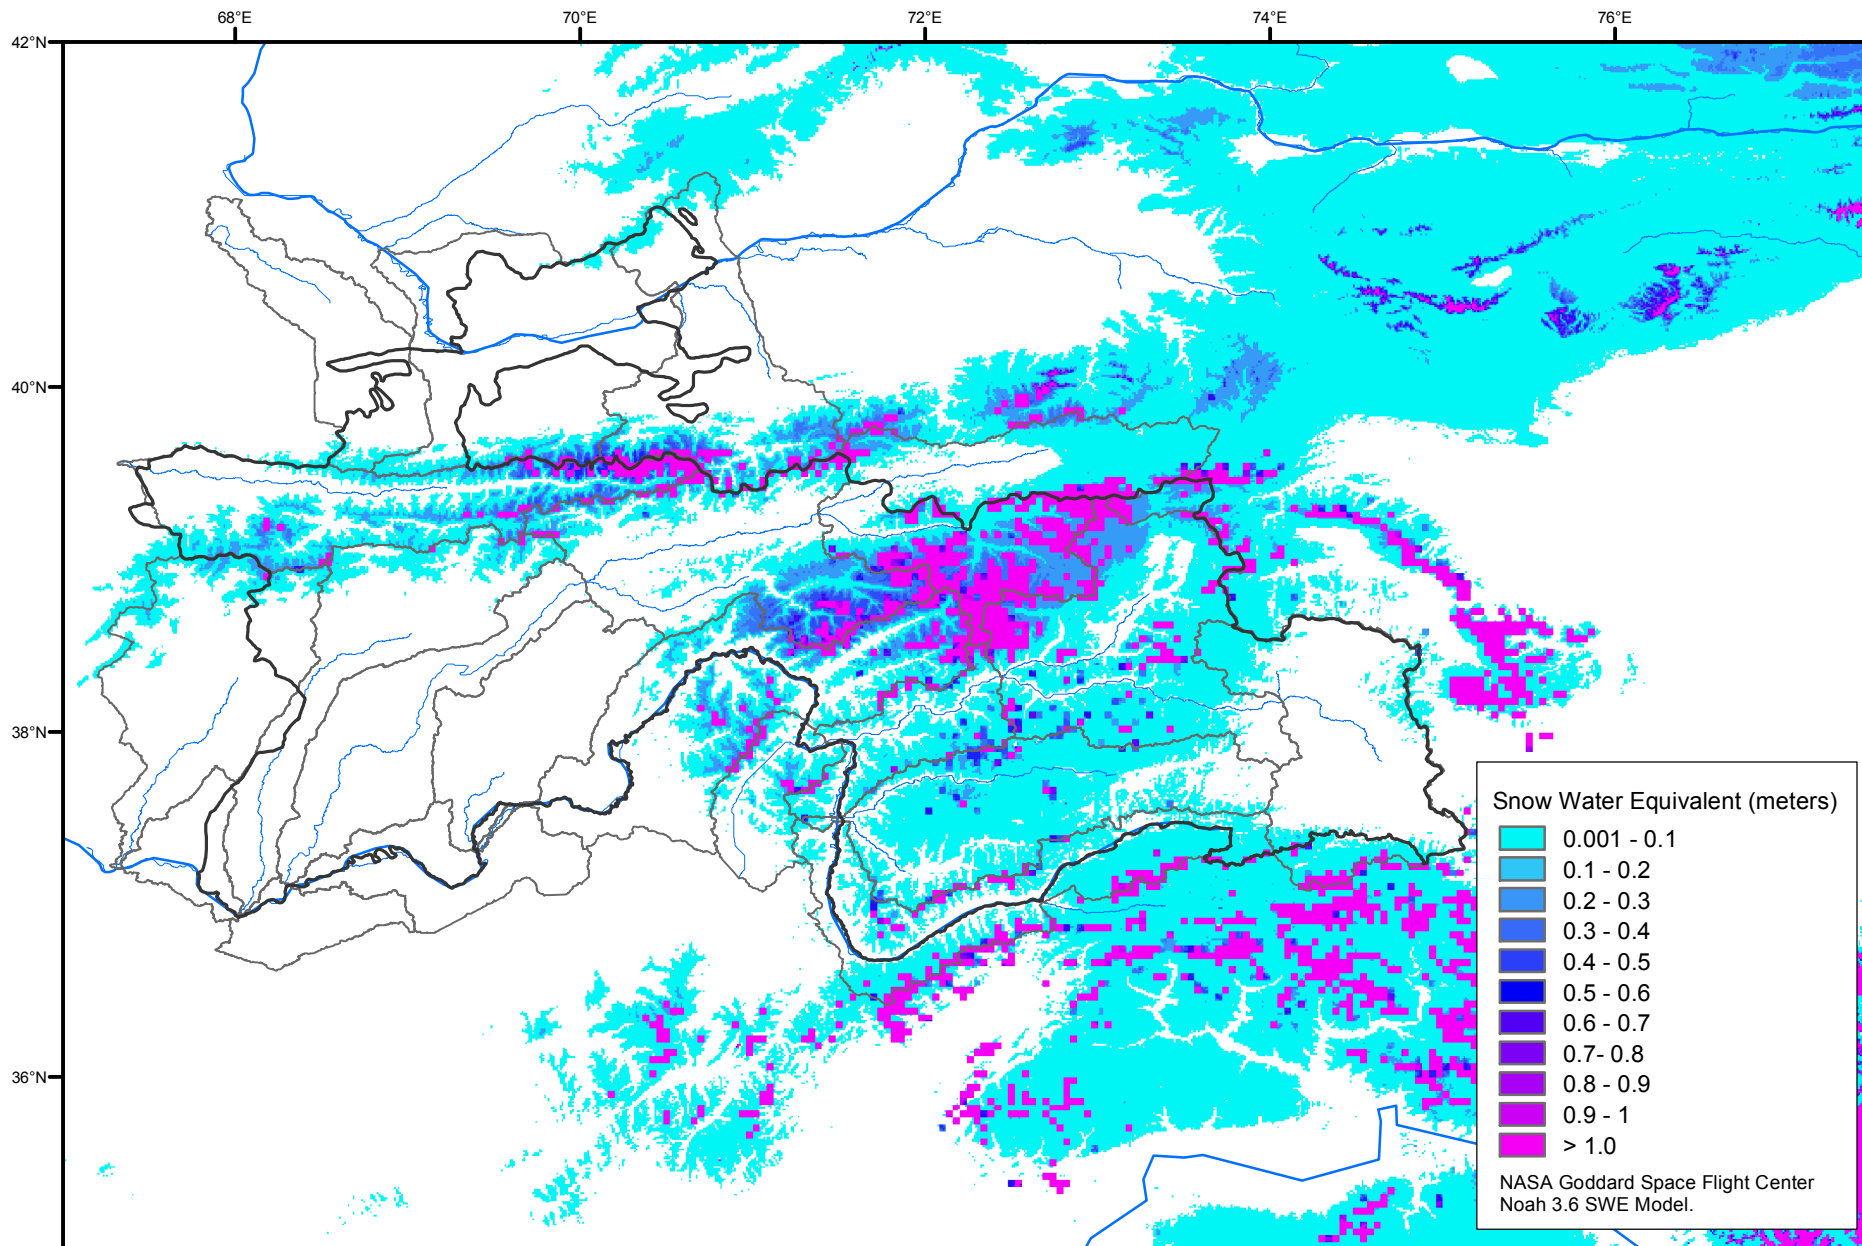 68°E 70°E 72°E 74°E 76°E
42°N
40°N
38°N
36°N
Snow Water Equivalent (meters)
0.001 - 0.1
0.1 - 0.2
0.2 - 0.3
0.3 - 0.4
0.4 - 0.5
0.5 - 0.6
0.6 - 0.7
0.7- 0.8
0.8 - 0.9
0.9 - 1
> 1.0
NASA Goddard Space Flight Center
Noah 3.6 SWE Model.